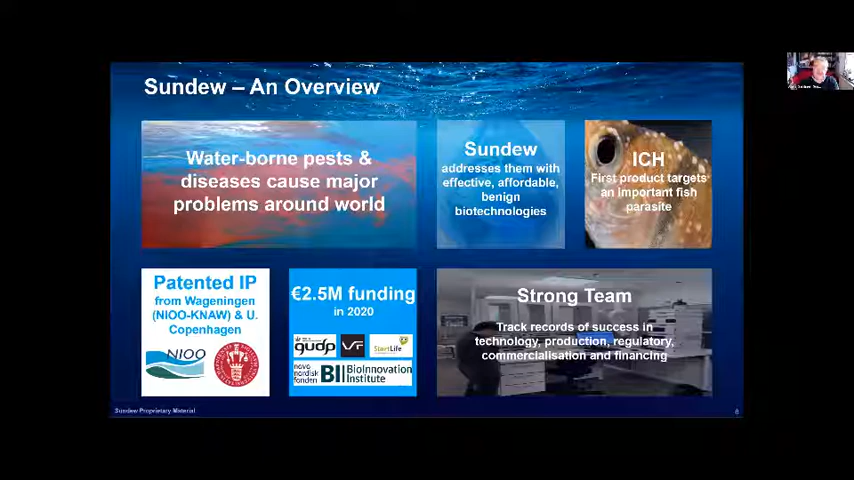 Sundew – An Overview
Water-borne pests &
diseases cause major
problems around world
Sundew
addresses them with
effective, affordable,
benign
biotechnologies
ICH
First product targets
an important fish
parasite
Patented IP
from Wageningen
(NIOO-KNAW) & U.
Copenhagen
NIOO
€2.5M funding
in 2020
gudp
VF
StartLife
novo
nordisk
fonden
BII BioInnovation
Institute
Strong Team
Track records of success in
technology, production, regulatory,
commercialisation and financing
Sundew Proprietary Material
6